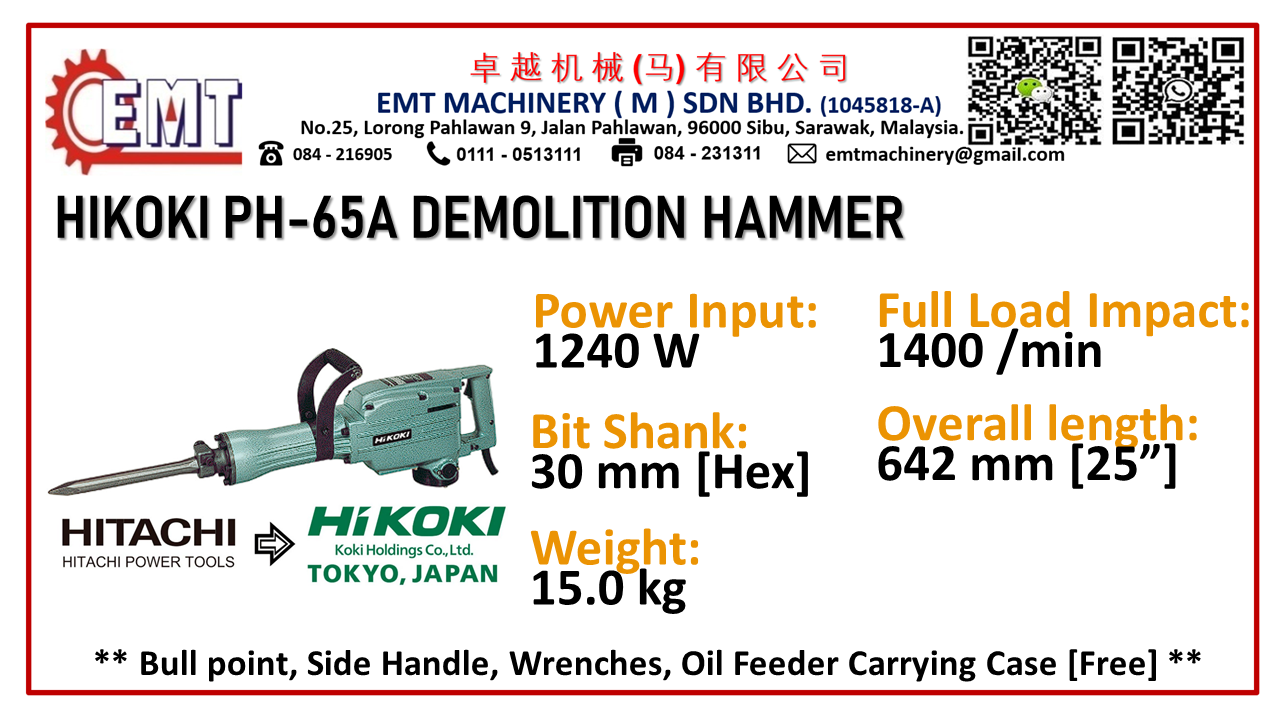 EMT
卓越机械(马)有限公司
EMT MACHINERY ( M ) SDN BHD. (1045818-A)
No.25, Lorong Pahlawan 9, Jalan Pahlawan, 96000 Sibu, Sarawak, Malaysia.
084 - 216905 0111 - 0513111 084 - 231311 emtmachinery@gmail.com
HIKOKI PH-65A DEMOLITION HAMMER
Power Input:
1240 W
Full Load Impact:
1400 /min
Bit Shank:
30 mm [Hex]
Overall length:
642 mm [25”]
Weight:
15.0 kg
HiKOKI
HITACHI
HITACHI POWER TOOLS
HiKOKI
Koki Holdings Co.,Ltd.
TOKYO, JAPAN
** Bull point, Side Handle, Wrenches, Oil Feeder Carrying Case [Free] **